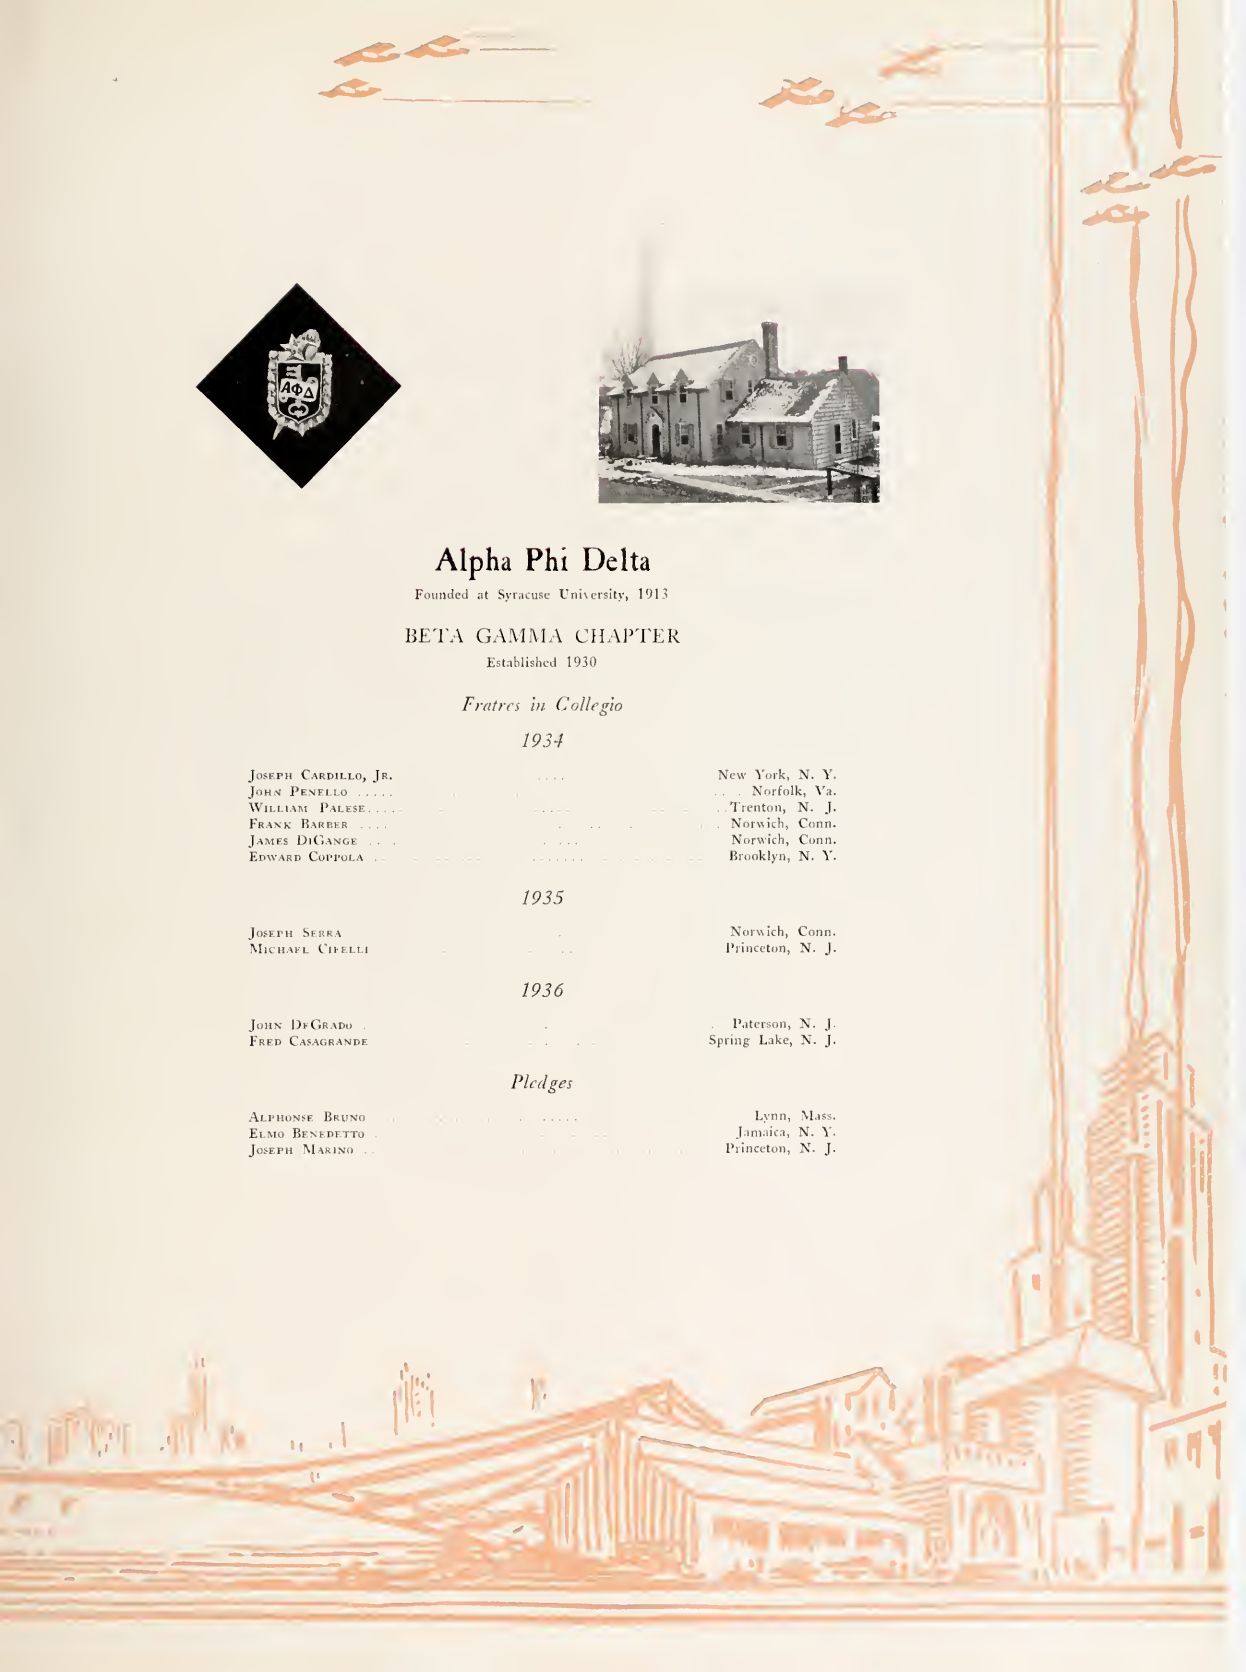 ΑΦΔ
Alpha Phi Delta
Founded at Syracuse University, 1913
BETA GAMMA CHAPTER
Established 1930
Fratres in Collegio
1934
Joseph Cardillo, Jr. .... New York, N. Y.
John Penello ..... Norfolk, Va.
William Palese .... Trenton, N. J.
Frank Barber .... Norwich, Conn.
James DiGange .... Norwich, Conn.
Edward Coppola .... Brooklyn, N. Y.
1935
Joseph Serra . Norwich, Conn.
Michael Cifelli .. Princeton, N. J.
1936
John DeGrado . Paterson, N. J.
Fred Casagrande .. Spring Lake, N. J.
Pledges
Alphonse Bruno ..... Lynn, Mass.
Elmo Benedetto . Jamaica, N. Y.
Joseph Marino .. Princeton, N. J.